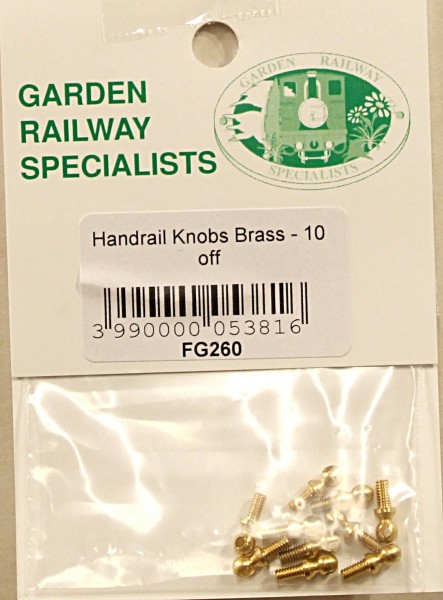 GARDEN
RAILWAY
SPECIALISTS
GARDEN RAILWAY
SPECIALISTS
Handrail Knobs Brass - 10
off
3 990000 053816
FG260